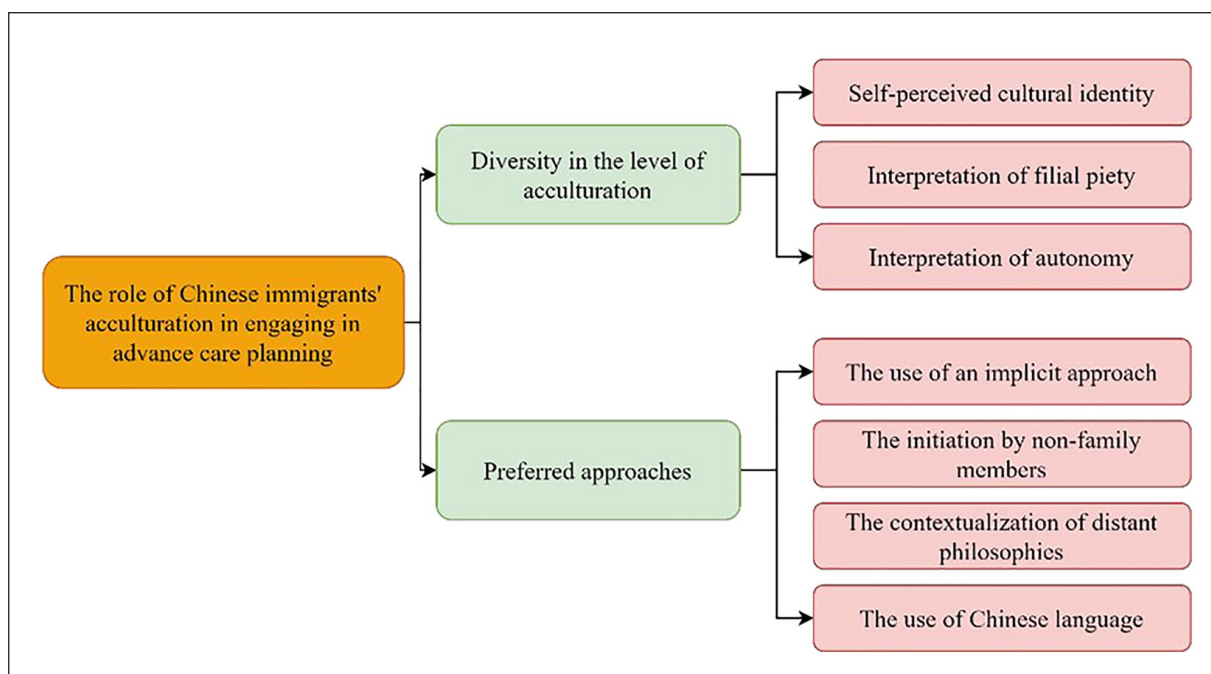 The role of Chinese immigrants'
acculturation in engaging in
advance care planning
Diversity in the level of
acculturation
Preferred approaches
Self-perceived cultural identity
Interpretation of filial piety
Interpretation of autonomy
The use of an implicit approach
The initiation by non-family
members
The contextualization of distant
philosophies
The use of Chinese language